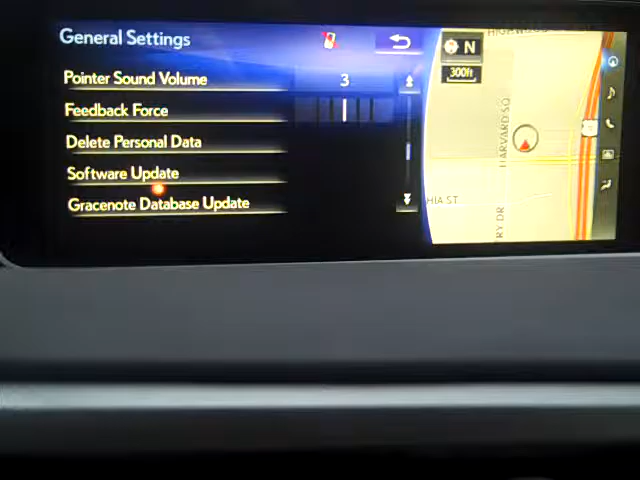 General Settings
Pointer Sound Volume
3
Feedback Force
Delete Personal Data
Software Update
Gracenote Database Update
N
300ft
HARVARD SQ
HIA ST
RY DR